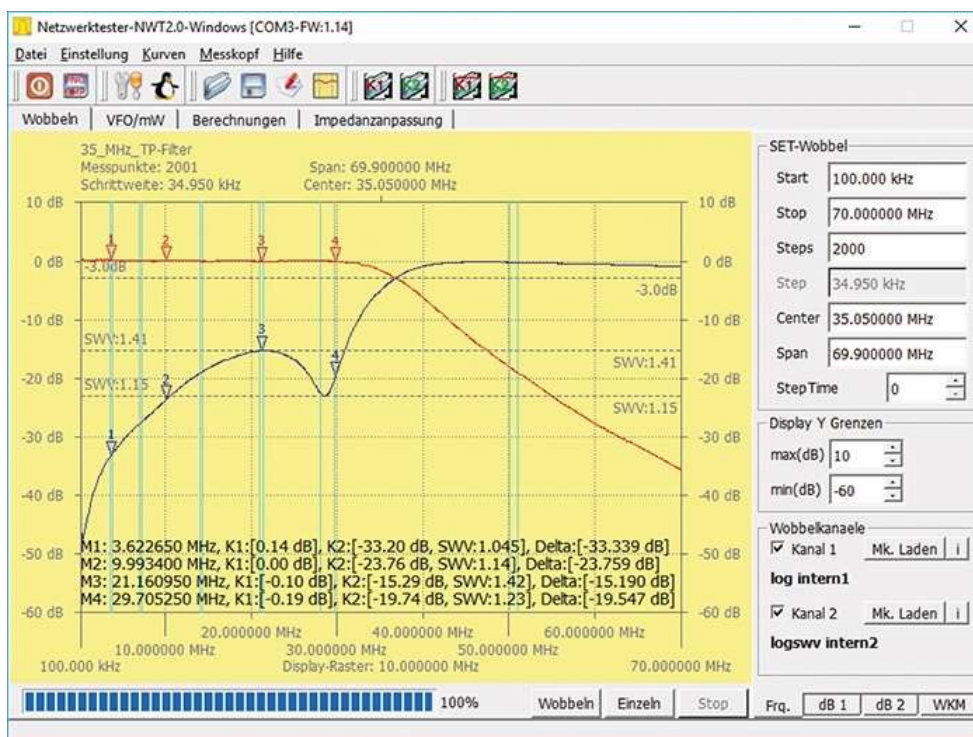 Netzwerktester-NWT2.0-Windows [COM3-FW:1.14]
Datei Einstellung Kurven Messkopf Hilfe
K1 K2 K1 K2
Wobbeln VFO/mW Berechnungen Impedanzanpassung
35_MHz_TP-Filter
Messpunkte: 2001 Span: 69.900000 MHz
Schrittweite: 34.950 kHz Center: 35.050000 MHz
10 dB 10 dB
1 2 3 4
0 dB 0 dB
-3.0dB -3.0dB
-10 dB -10 dB
SWV:1.41 3 4 SWV:1.41
-20 dB -20 dB
SWV:1.15 2 SWV:1.15
-30 dB 1 -30 dB
-40 dB -40 dB
M1: 3.622650 MHz, K1:[0.14 dB], K2:[-33.20 dB, SWV:1.045], Delta:[-33.339 dB]
-50 dB -50 dB
M2: 9.993400 MHz, K1:[0.00 dB], K2:[-23.76 dB, SWV:1.14], Delta:[-23.759 dB]
M3: 21.160950 MHz, K1:[-0.10 dB], K2:[-15.29 dB, SWV:1.42], Delta:[-15.190 dB]
M4: 29.705250 MHz, K1:[-0.19 dB], K2:[-19.74 dB, SWV:1.23], Delta:[-19.547 dB]
-60 dB -60 dB
20.000000 MHz 40.000000 MHz 60.000000 MHz
10.000000 MHz 30.000000 MHz 50.000000 MHz
100.000 kHz Display-Raster: 10.000000 MHz 70.000000 MHz
100% Wobbeln Einzeln Stop
SET-Wobbel
Start 100.000 kHz
Stop 70.000000 MHz
Steps 2000
Step 34.950 kHz
Center 35.050000 MHz
Span 69.900000 MHz
StepTime 0
Display Y Grenzen
max(dB) 10
min(dB) -60
Wobbelkanaele
Kanal 1 Mk. Laden i
log intern1
Kanal 2 Mk. Laden i
logswv intern2
Frq. dB 1 dB 2 WKM